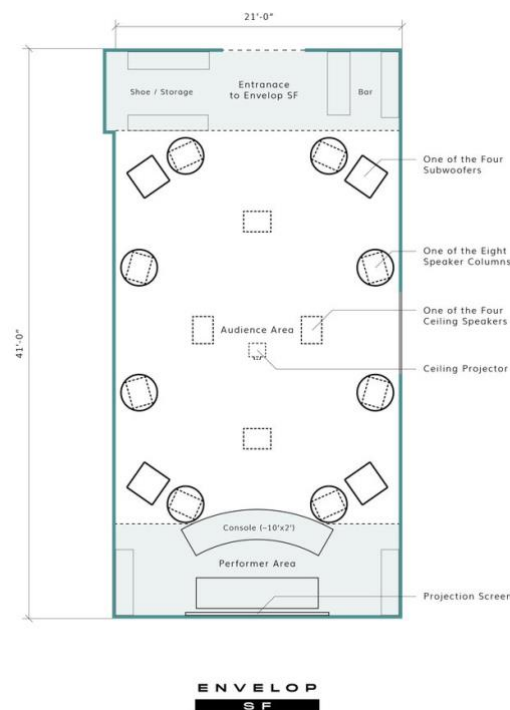 21'-0"
Shoe / Storage
Entranace
to Envelop SF
Bar
One of the Four
Subwoofers
One of the Eight
Speaker Columns
41'-0"
Audience Area
One of the Four
Ceiling Speakers
Ceiling Projector
Console (~10'x2')
Performer Area
Projection Screen
ENVELOP
SF